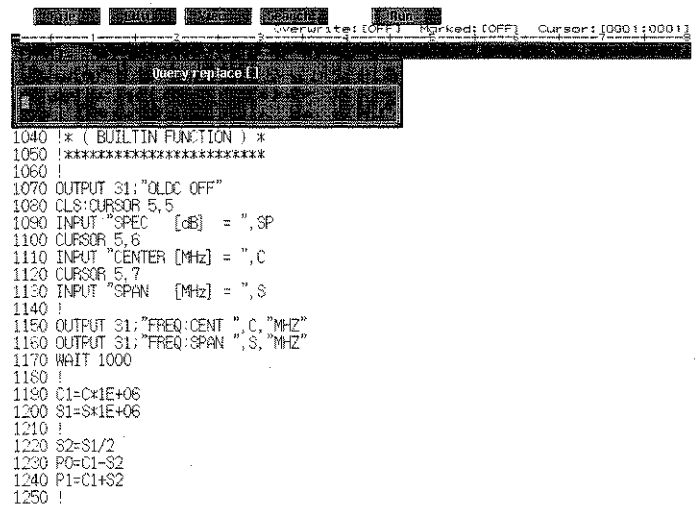 Overwrite:[OFF] Marked:[OFF] Cursor:[0001:0001]
Query replace [.]
1040 !* ( BUILTIN FUNCTION ) *
1050 !************************
1060 !
1070 OUTPUT 31;"OLDC OFF"
1080 CLS:CURSOR 5,5
1090 INPUT "SPEC   [dB]  = ",SP
1100 CURSOR 5,6
1110 INPUT "CENTER [MHz] = ",C
1120 CURSOR 5,7
1130 INPUT "SPAN   [MHz] = ",S
1140 !
1150 OUTPUT 31;"FREQ:CENT ",C,"MHZ"
1160 OUTPUT 31;"FREQ:SPAN ",S,"MHZ"
1170 WAIT 1000
1180 !
1190 C1=C*1E+06
1200 S1=S*1E+06
1210 !
1220 S2=S1/2
1230 P0=C1-S2
1240 P1=C1+S2
1250 !